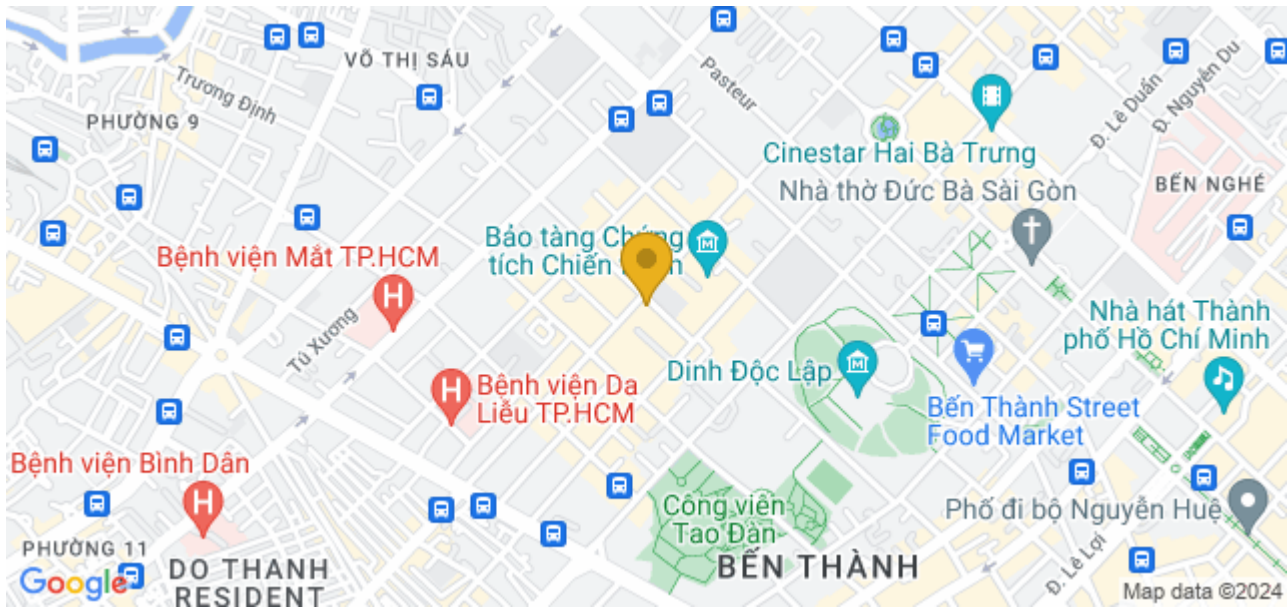 VÕ THỊ SÁU
Trương Định
Pasteur
PHƯỜNG 9
Đ. Lê Duẩn
Đ. Nguyễn Du
Cinestar Hai Bà Trưng
Nhà thờ Đức Bà Sài Gòn
BẾN NGHÉ
Bảo tàng Chứng
tích Chiến
Bệnh viện Mắt TP.HCM
Tú Xương
Nhà hát Thành
phố Hồ Chí Minh
Dinh Độc Lập
Bệnh viện Da
Liễu TP.HCM
Bến Thành Street
Food Market
Bệnh viện Bình Dân
Công viên
Tao Đàn
Phố đi bộ Nguyễn Huệ
PHƯỜNG 11
DO THANH
RESIDENT
BẾN THÀNH
Đ. Lê Lợi
Google
Map data ©2024